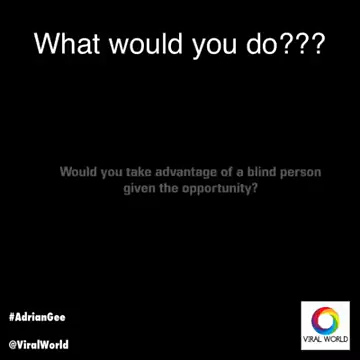 What would you do???
Would you take advantage of a blind person
given the opportunity?
#AdrianGee
@ViralWorld
VIRAL WORLD